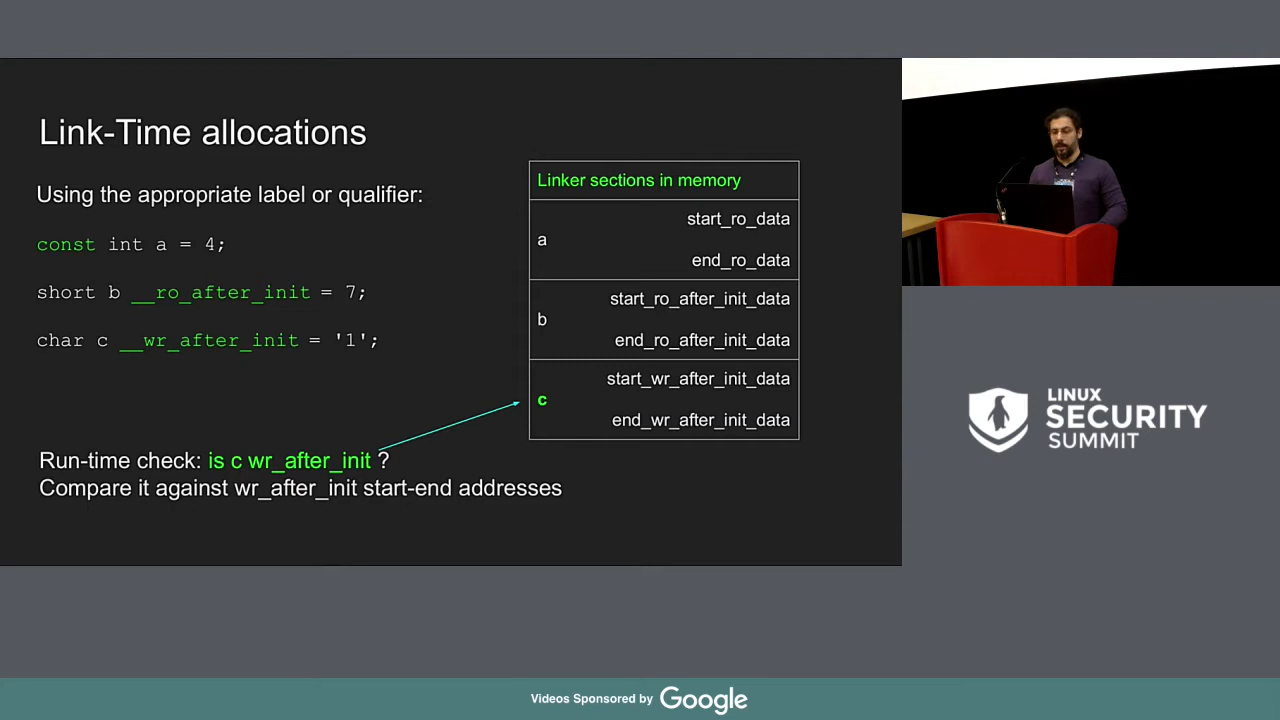 Link-Time allocations
Using the appropriate label or qualifier:
const int a = 4;
short b __ro_after_init = 7;
char c __wr_after_init = '1';
Run-time check: is c wr_after_init ?
Compare it against wr_after_init start-end addresses
Linker sections in memory
start_ro_data
a
end_ro_data
start_ro_after_init_data
b
end_ro_after_init_data
start_wr_after_init_data
c
end_wr_after_init_data
LINUX
SECURITY
SUMMIT
Videos Sponsored by Google